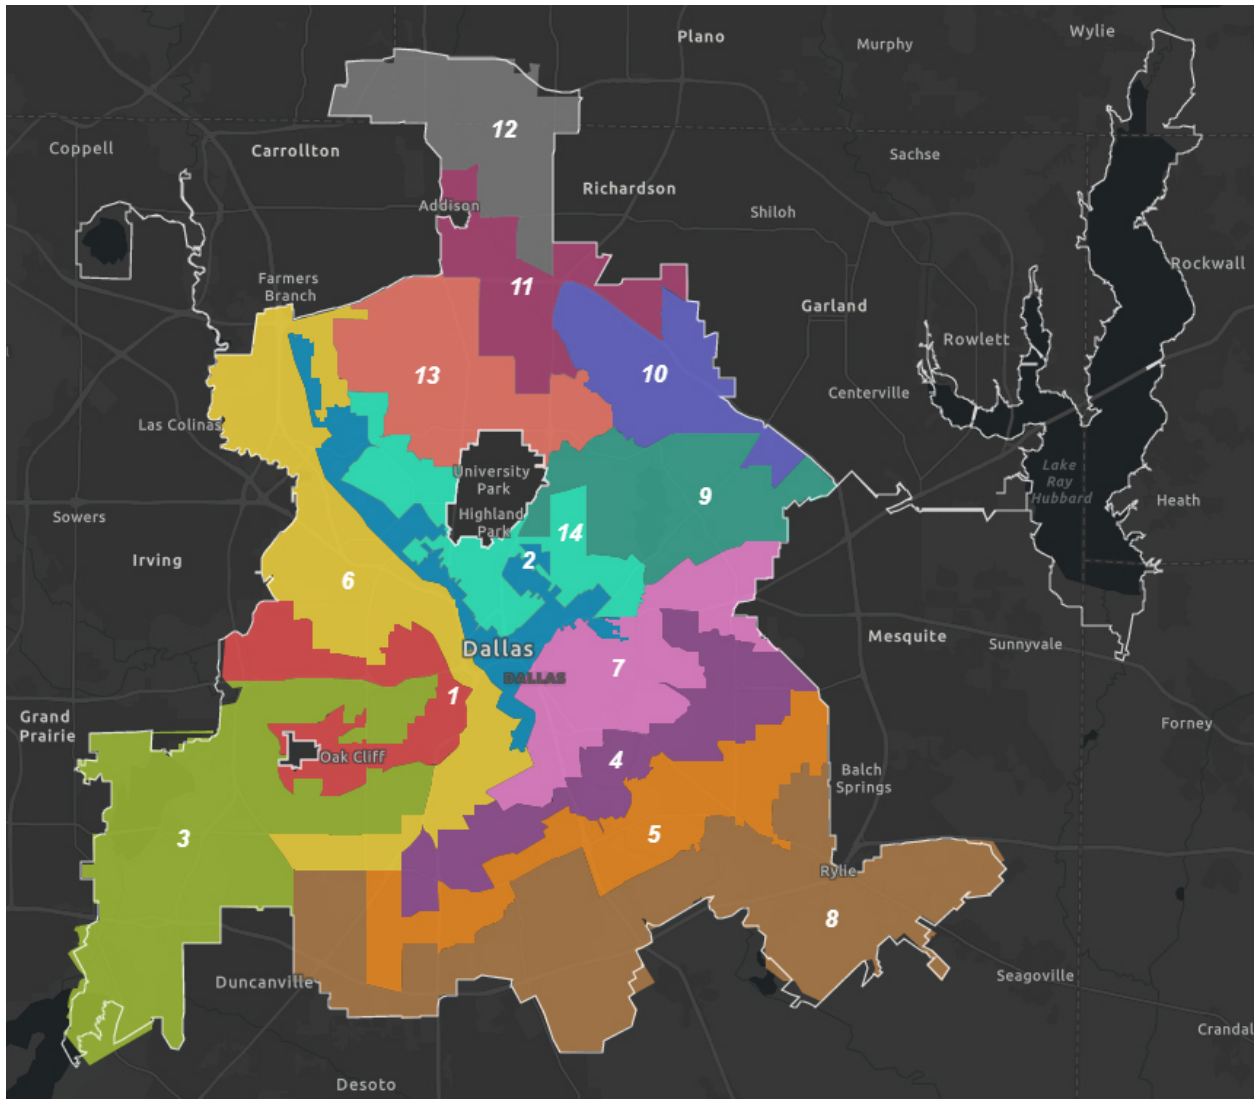 Wylie
Plano
Murphy
12
Coppell
Carrollton
Sachse
Richardson
Addison
Shiloh
Rockwall
Farmers
Branch
11
Garland
Rowlett
13
10
Centerville
Las Colinas
University
Park
Lake
Ray
Hubbard
9
Heath
Sowers
Highland
Park
14
Irving
2
6
Mesquite
Sunnyvale
Dallas
7
DALLAS
1
Grand
Prairie
Forney
Oak Cliff
4
Balch
Springs
3
5
Rylie
8
Duncanville
Seagoville
Crandal
Desoto